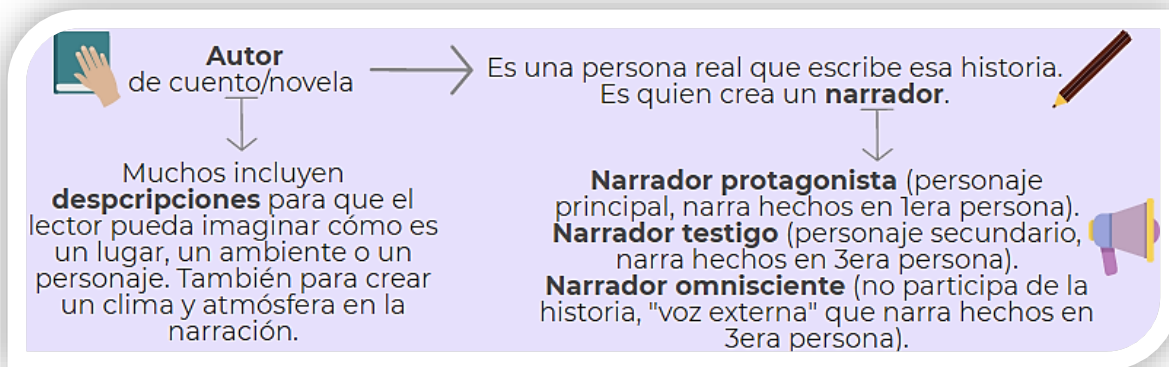 Autor
de cuento/novela
Es una persona real que escribe esa historia.
Es quien crea un narrador.
Muchos incluyen
despcripciones para que el
lector pueda imaginar cómo es
un lugar, un ambiente o un
personaje. También para crear
un clima y atmósfera en la
narración.
Narrador protagonista (personaje
principal, narra hechos en 1era persona).
Narrador testigo (personaje secundario,
narra hechos en 3era persona).
Narrador omnisciente (no participa de la
historia, "voz externa" que narra hechos en
3era persona).